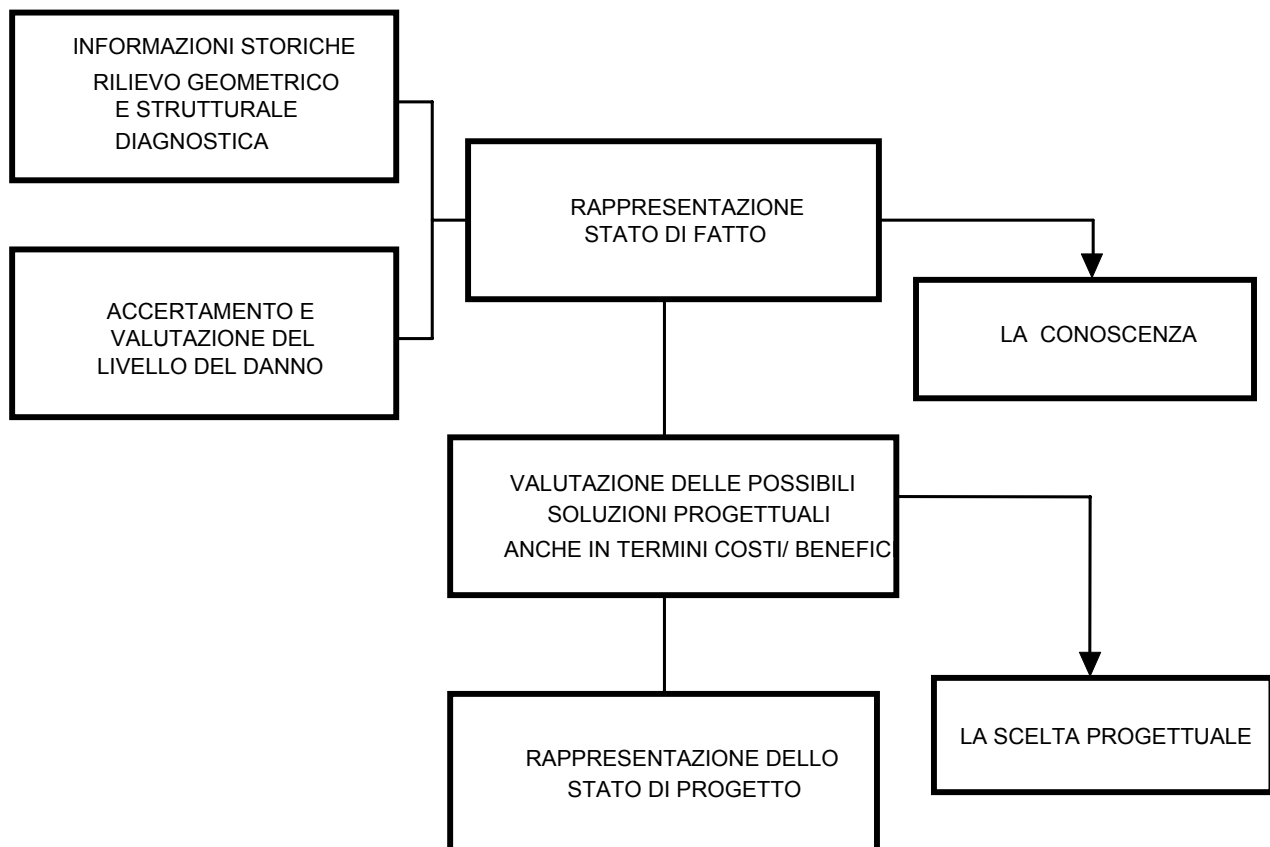 INFORMAZIONI STORICHE
RILIEVO GEOMETRICO
E STRUTTURALE
DIAGNOSTICA
RAPPRESENTAZIONE
STATO DI FATTO
ACCERTAMENTO E
VALUTAZIONE DEL
LIVELLO DEL DANNO
LA CONOSCENZA
VALUTAZIONE DELLE POSSIBILI
SOLUZIONI PROGETTUALI
ANCHE IN TERMINI COSTI/ BENEFIC
LA SCELTA PROGETTUALE
RAPPRESENTAZIONE DELLO
STATO DI PROGETTO